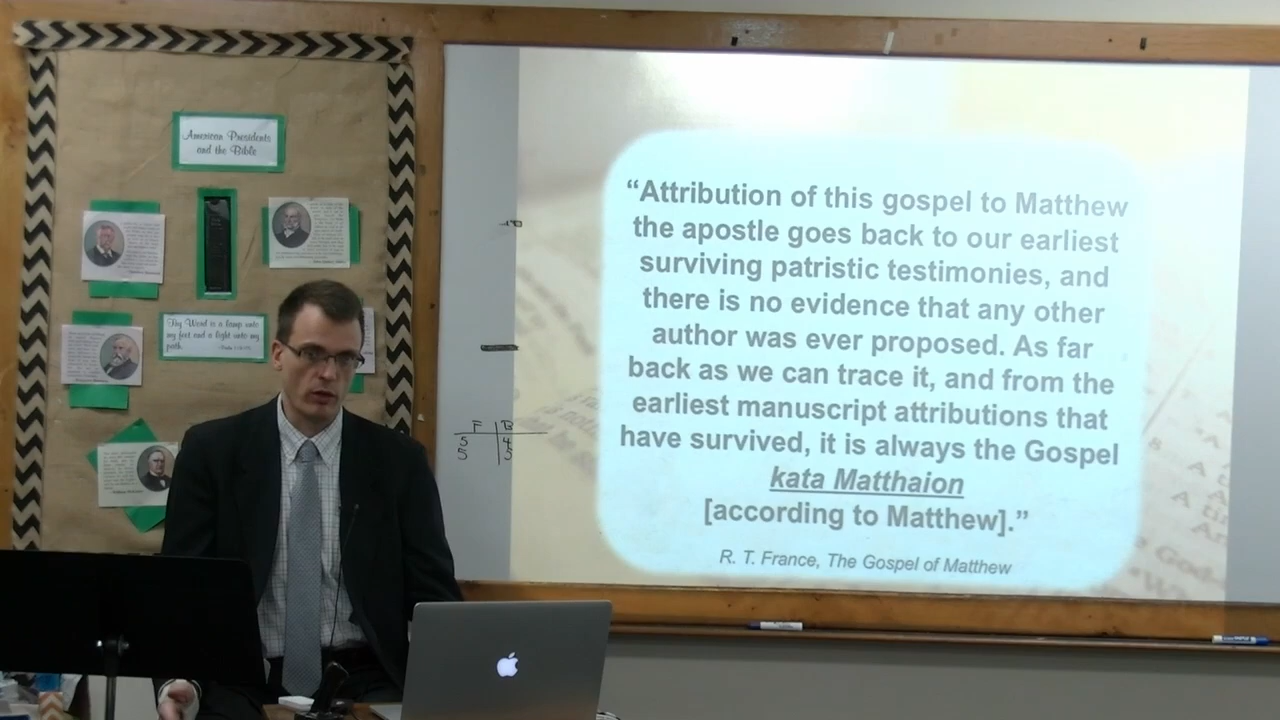 American Presidents
and the Bible
Thy Word is a lamp unto
my feet and a light unto my
path.
F B
5 4
5 5
“Attribution of this gospel to Matthew
the apostle goes back to our earliest
surviving patristic testimonies, and
there is no evidence that any other
author was ever proposed. As far
back as we can trace it, and from the
earliest manuscript attributions that
have survived, it is always the Gospel
kata Matthaion
[according to Matthew].”
R. T. France, The Gospel of Matthew